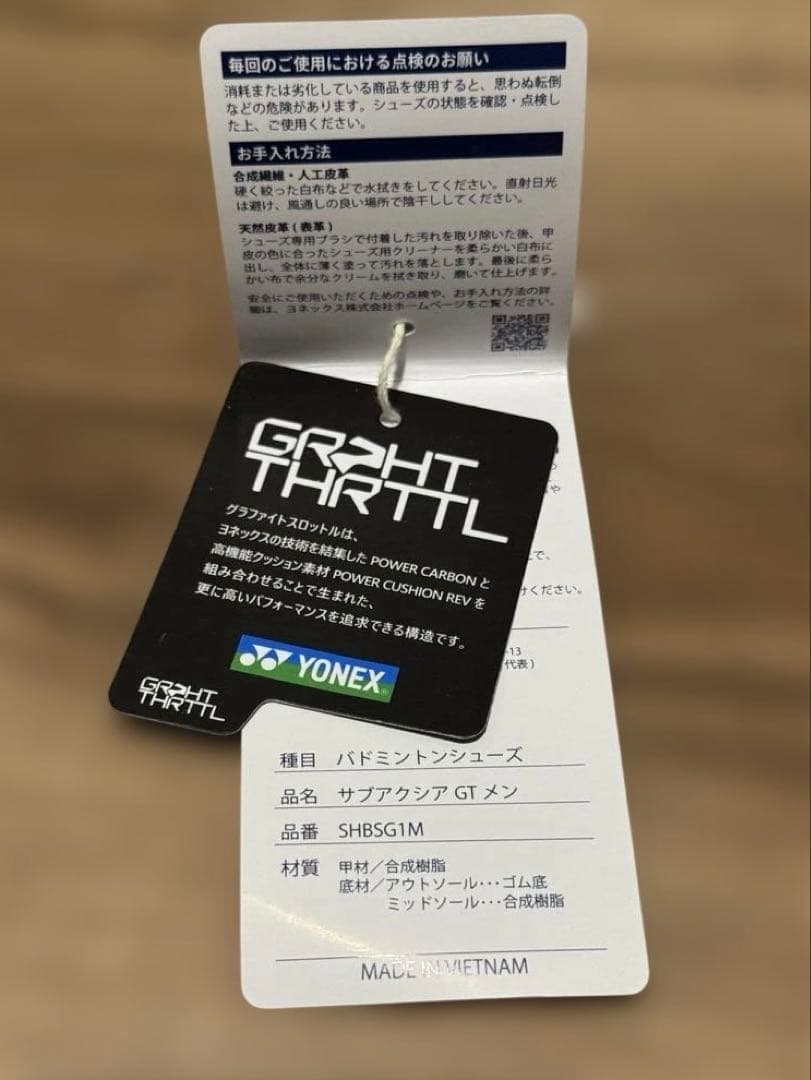 毎回のご使用における点検のお願い
消耗または劣化している商品を使用すると、思わぬ転倒
などの危険があります。シューズの状態を確認・点検し
た上、ご使用ください。
お手入れ方法
合成繊維・人工皮革
硬く絞った白布などで水拭きをしてください。直射日光
は避け、風通しの良い場所で陰干ししてください。
天然皮革(表革)
シューズ専用ブラシで付着した汚れを取り除いた後、甲
皮の色に合ったシューズ用クリーナーを柔らかい白布に
出し、全体に薄く塗って汚れを落とします。最後に柔ら
かい布で余分なクリームを拭き取り、磨いて仕上げます。
安全にご使用いただくための点検や、お手入れ方法の詳
細は、ヨネックス株式会社ホームページをご覧ください。
GRPHT
THRTTL
グラファイトスロットルは、
ヨネックスの技術を結集した POWER CARBON と
高機能クッション素材 POWER CUSHION REV を
組み合わせることで生まれた、
更に高いパフォーマンスを追求できる構造です。
YONEX®
GRPHT
THRTTL
や
で、
けください。
-13
代表)
種目 バドミントンシューズ
品名 サブアクシア GT メン
品番 SHBSG1M
材質 甲材/合成樹脂
底材/アウトソール･･･ゴム底
ミッドソール･･･合成樹脂
MADE IN VIETNAM